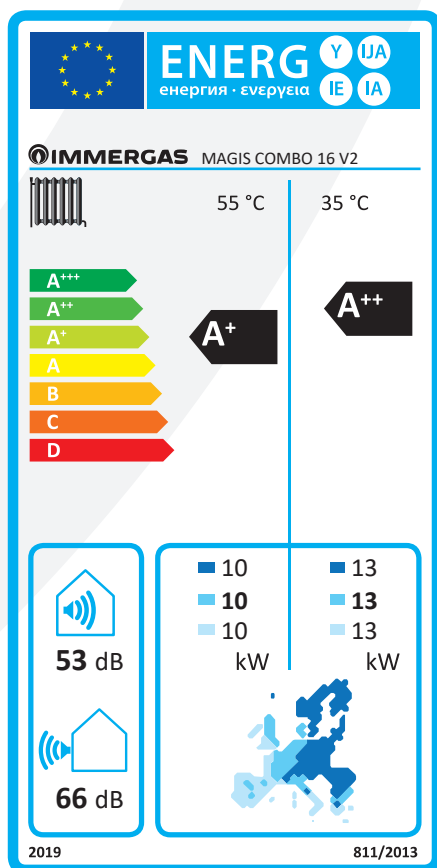 ENERG Y IJA
енергия · ενεργεια IE IA
IMMERGAS MAGIS COMBO 16 V2
55 °C 35 °C
A+++
A++
A+
A
B
C
D
A+
A++
10 13
10 13
10 13
kW kW
53 dB
66 dB
2019 811/2013